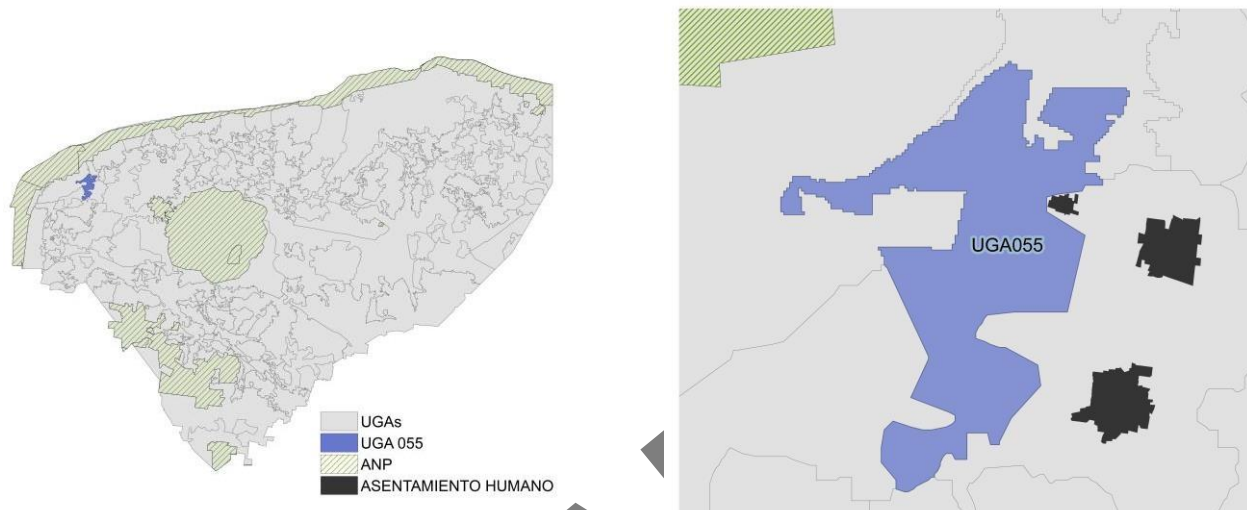 UGAs
UGA 055
ANP
ASENTAMIENTO HUMANO
UGA055